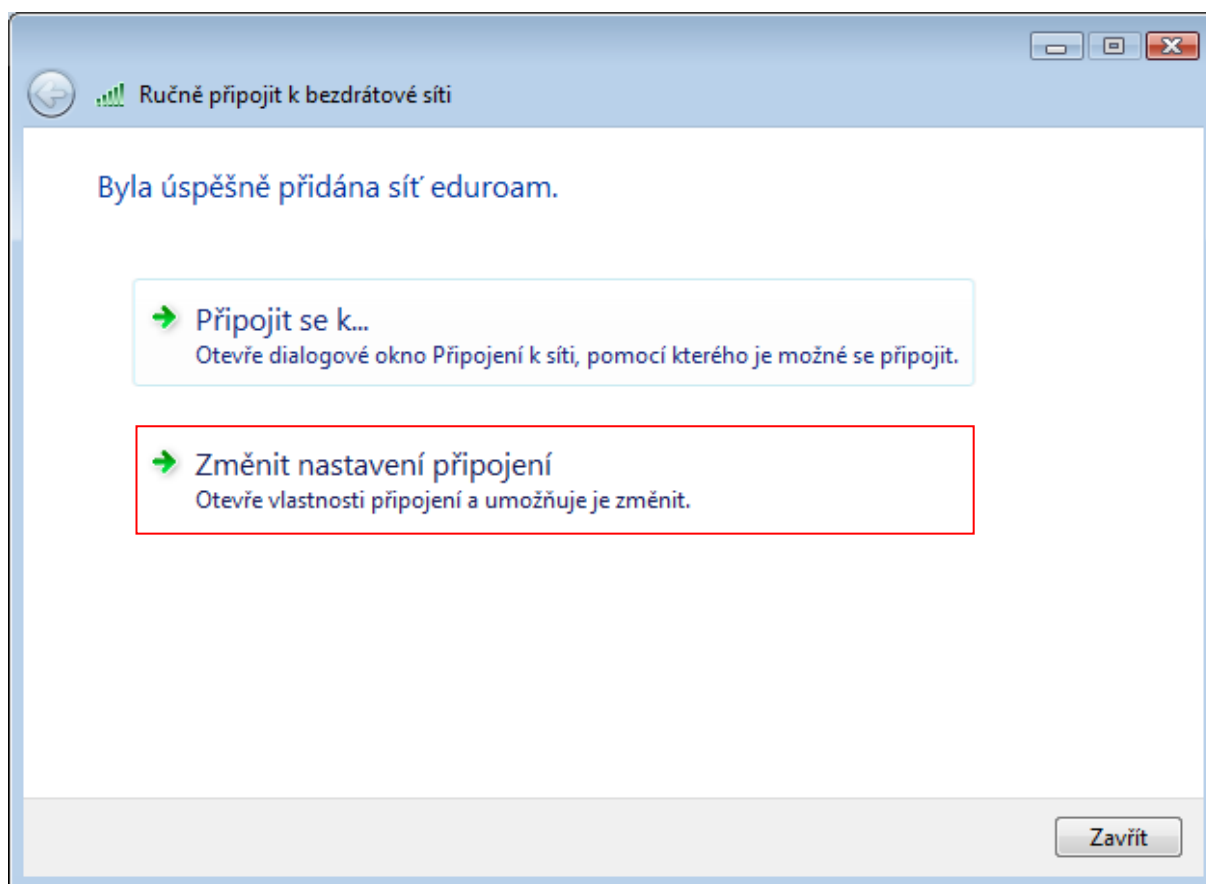 Ručně připojit k bezdrátové síti
Byla úspěšně přidána síť eduroam.
Připojit se k...
Otevře dialogové okno Připojení k síti, pomocí kterého je možné se připojit.
Změnit nastavení připojení
Otevře vlastnosti připojení a umožňuje je změnit.
Zavřít